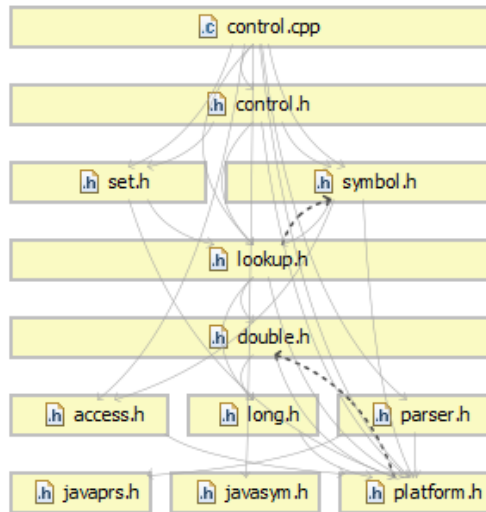 .c control.cpp
.h control.h
.h set.h .h symbol.h
.h lookup.h
.h double.h
.h access.h .h long.h .h parser.h
.h javaprs.h .h javasym.h .h platform.h